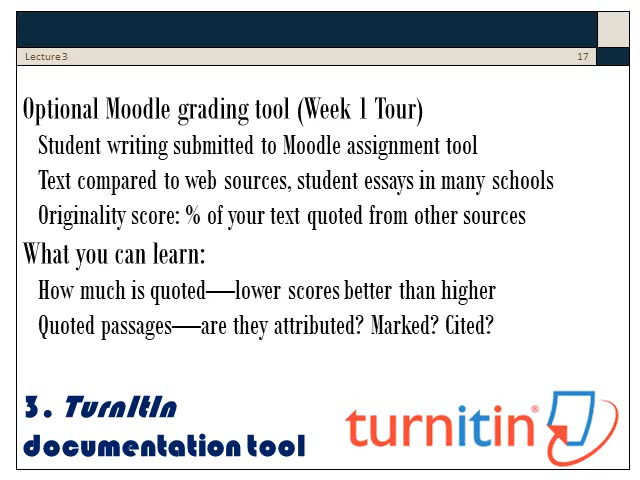 Lecture 3
17
Optional Moodle grading tool (Week 1 Tour)
Student writing submitted to Moodle assignment tool
Text compared to web sources, student essays in many schools
Originality score: % of your text quoted from other sources
What you can learn:
How much is quoted—lower scores better than higher
Quoted passages—are they attributed? Marked? Cited?
3. TurnItIn
documentation tool
turnitin®